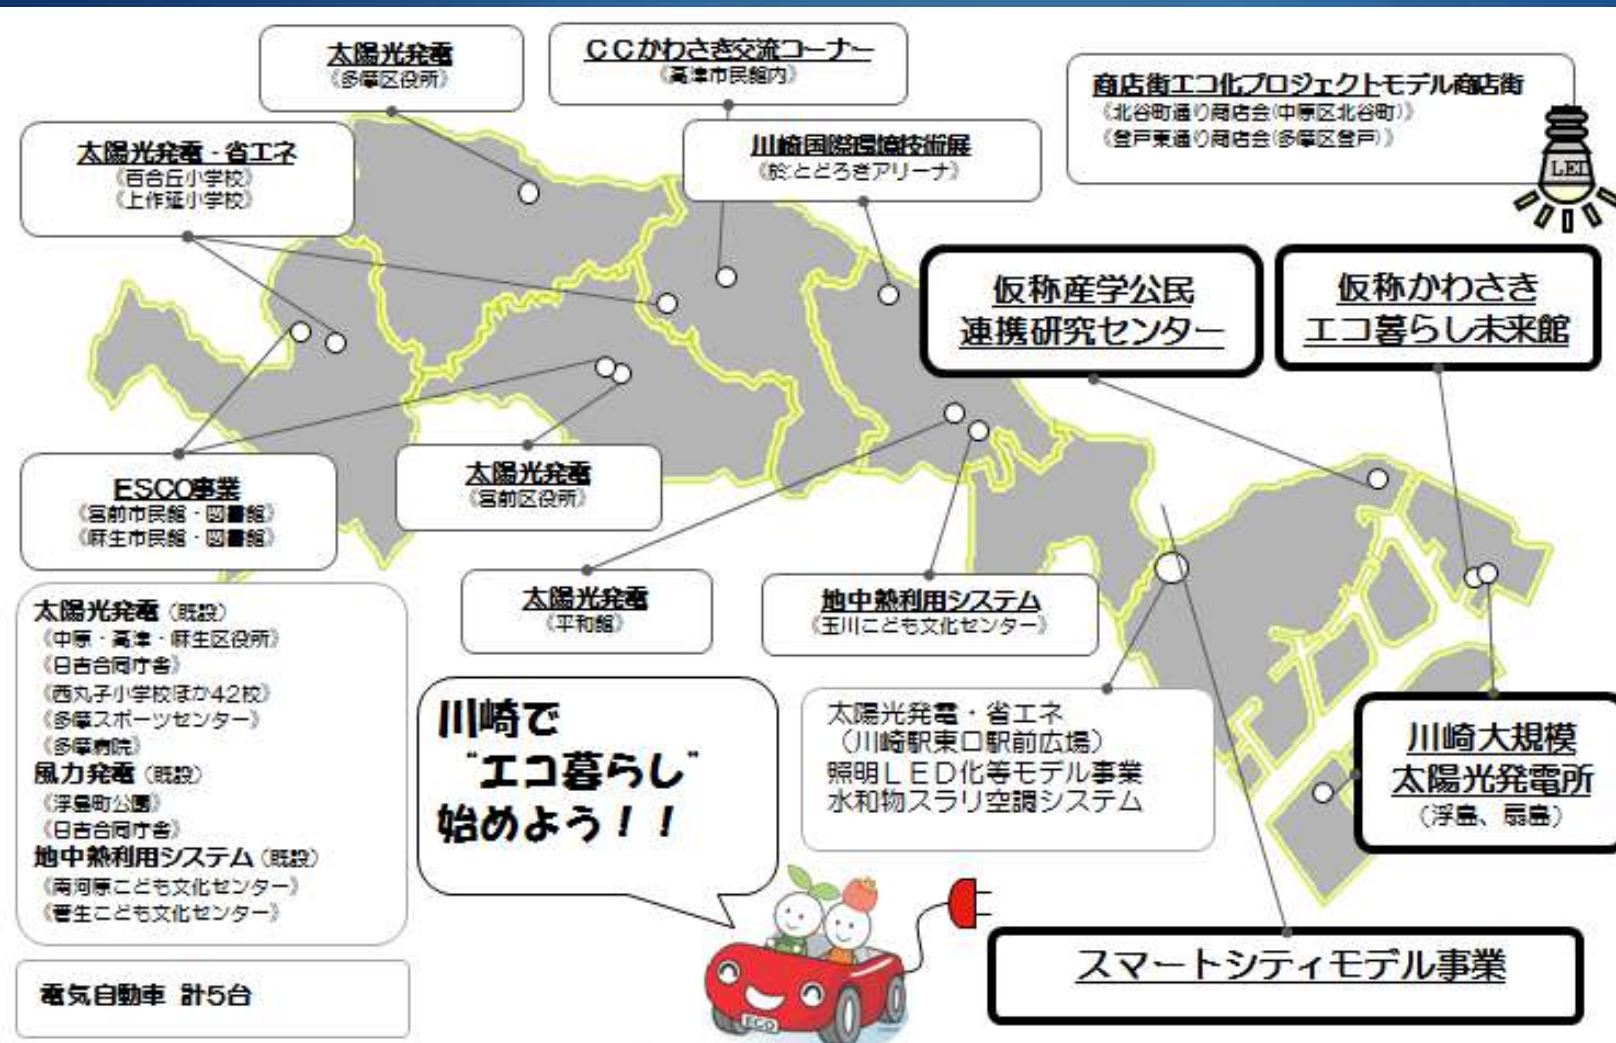 太陽光発電
《多摩区役所》
CCかわさき交流コーナー
《高津市民館内》
商店街エコ化プロジェクトモデル商店街
《北谷町通り商店会(中原区北谷町)》
《登戸東通り商店会(多摩区登戸)》
LED
太陽光発電・省エネ
《百合丘小学校》
《上作延小学校》
川崎国際環境技術展
《於:とどろきアリーナ》
仮称産学公民
連携研究センター
仮称かわさき
エコ暮らし未来館
ESCO事業
《宮前市民館・図書館》
《麻生市民館・図書館》
太陽光発電
《宮前区役所》
太陽光発電
《平和館》
地中熱利用システム
《玉川こども文化センター》
太陽光発電(既設)
《中原・高津・麻生区役所》
《日吉合同庁舎》
《西丸子小学校ほか42校》
《多摩スポーツセンター》
《多摩病院》
風力発電(既設)
《浮島町公園》
《日吉合同庁舎》
地中熱利用システム(既設)
《南河原こども文化センター》
《菅生こども文化センター》
電気自動車 計5台
川崎で
“エコ暮らし”
始めよう!!
太陽光発電・省エネ
(川崎駅東口駅前広場)
照明LED化等モデル事業
水和物スラリ空調システム
川崎大規模
太陽光発電所
(浮島、扇島)
スマートシティモデル事業
ECO